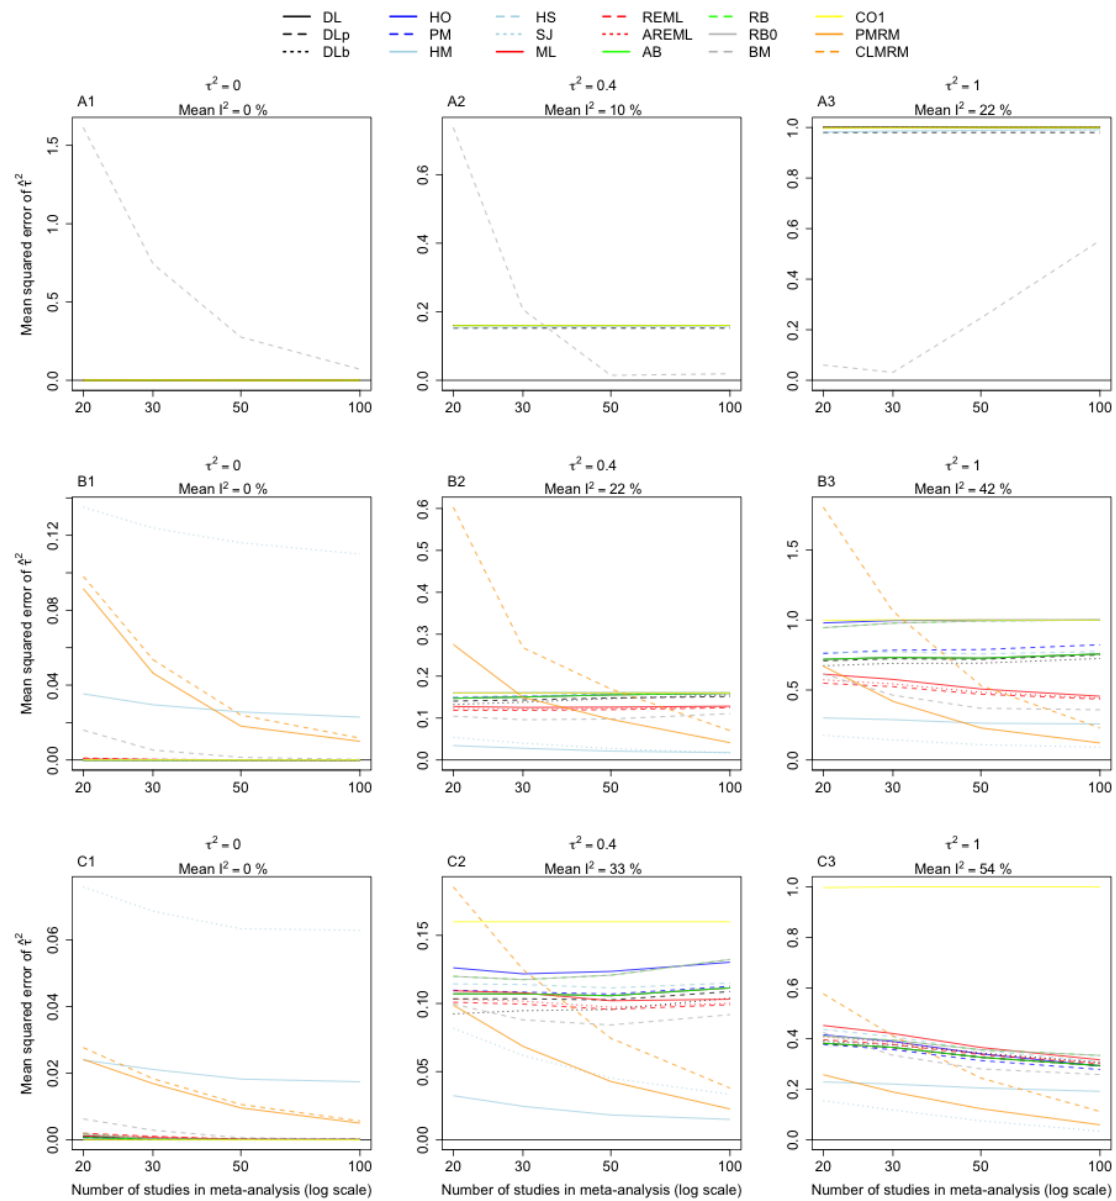 DL HO HS REML RB CO1
DLp PM SJ AREML RB0 PMRM
DLb HM ML AB BM CLMRM
τ² = 0 τ² = 0.4 τ² = 1
A1 Mean I² = 0 % A2 Mean I² = 10 % A3 Mean I² = 22 %
Mean squared error of τ̂²
0.0 0.5 1.0 1.5
20 30 50 100
0.0 0.2 0.4 0.6
20 30 50 100
0.0 0.2 0.4 0.6 0.8 1.0
20 30 50 100
τ² = 0 τ² = 0.4 τ² = 1
B1 Mean I² = 0 % B2 Mean I² = 22 % B3 Mean I² = 42 %
Mean squared error of τ̂²
0.00 0.04 0.08 0.12
20 30 50 100
0.0 0.1 0.2 0.3 0.4 0.5 0.6
20 30 50 100
0.0 0.5 1.0 1.5
20 30 50 100
τ² = 0 τ² = 0.4 τ² = 1
C1 Mean I² = 0 % C2 Mean I² = 33 % C3 Mean I² = 54 %
Mean squared error of τ̂²
0.00 0.02 0.04 0.06
20 30 50 100
0.00 0.05 0.10 0.15
20 30 50 100
0.0 0.2 0.4 0.6 0.8 1.0
20 30 50 100
Number of studies in meta-analysis (log scale) Number of studies in meta-analysis (log scale) Number of studies in meta-analysis (log scale)